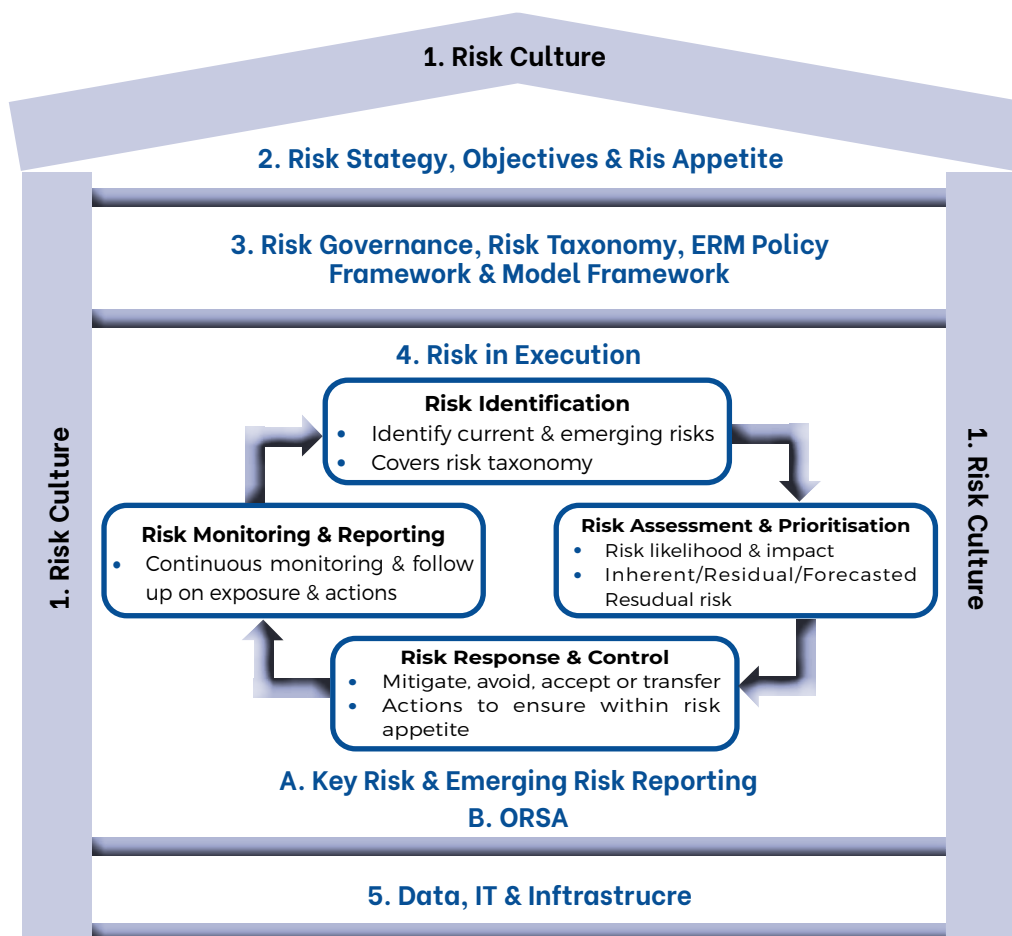 1. Risk Culture
2. Risk Stategy, Objectives & Ris Appetite
3. Risk Governance, Risk Taxonomy, ERM Policy
Framework & Model Framework
4. Risk in Execution
Risk Identification
• Identify current & emerging risks
• Covers risk taxonomy
1. Risk Culture
1. Risk Culture
Risk Monitoring & Reporting
• Continuous monitoring & follow
up on exposure & actions
Risk Assessment & Prioritisation
• Risk likelihood & impact
• Inherent/Residual/Forecasted
Resudual risk
Risk Response & Control
• Mitigate, avoid, accept or transfer
• Actions to ensure within risk
appetite
A. Key Risk & Emerging Risk Reporting
B. ORSA
5. Data, IT & Inftrastrucre